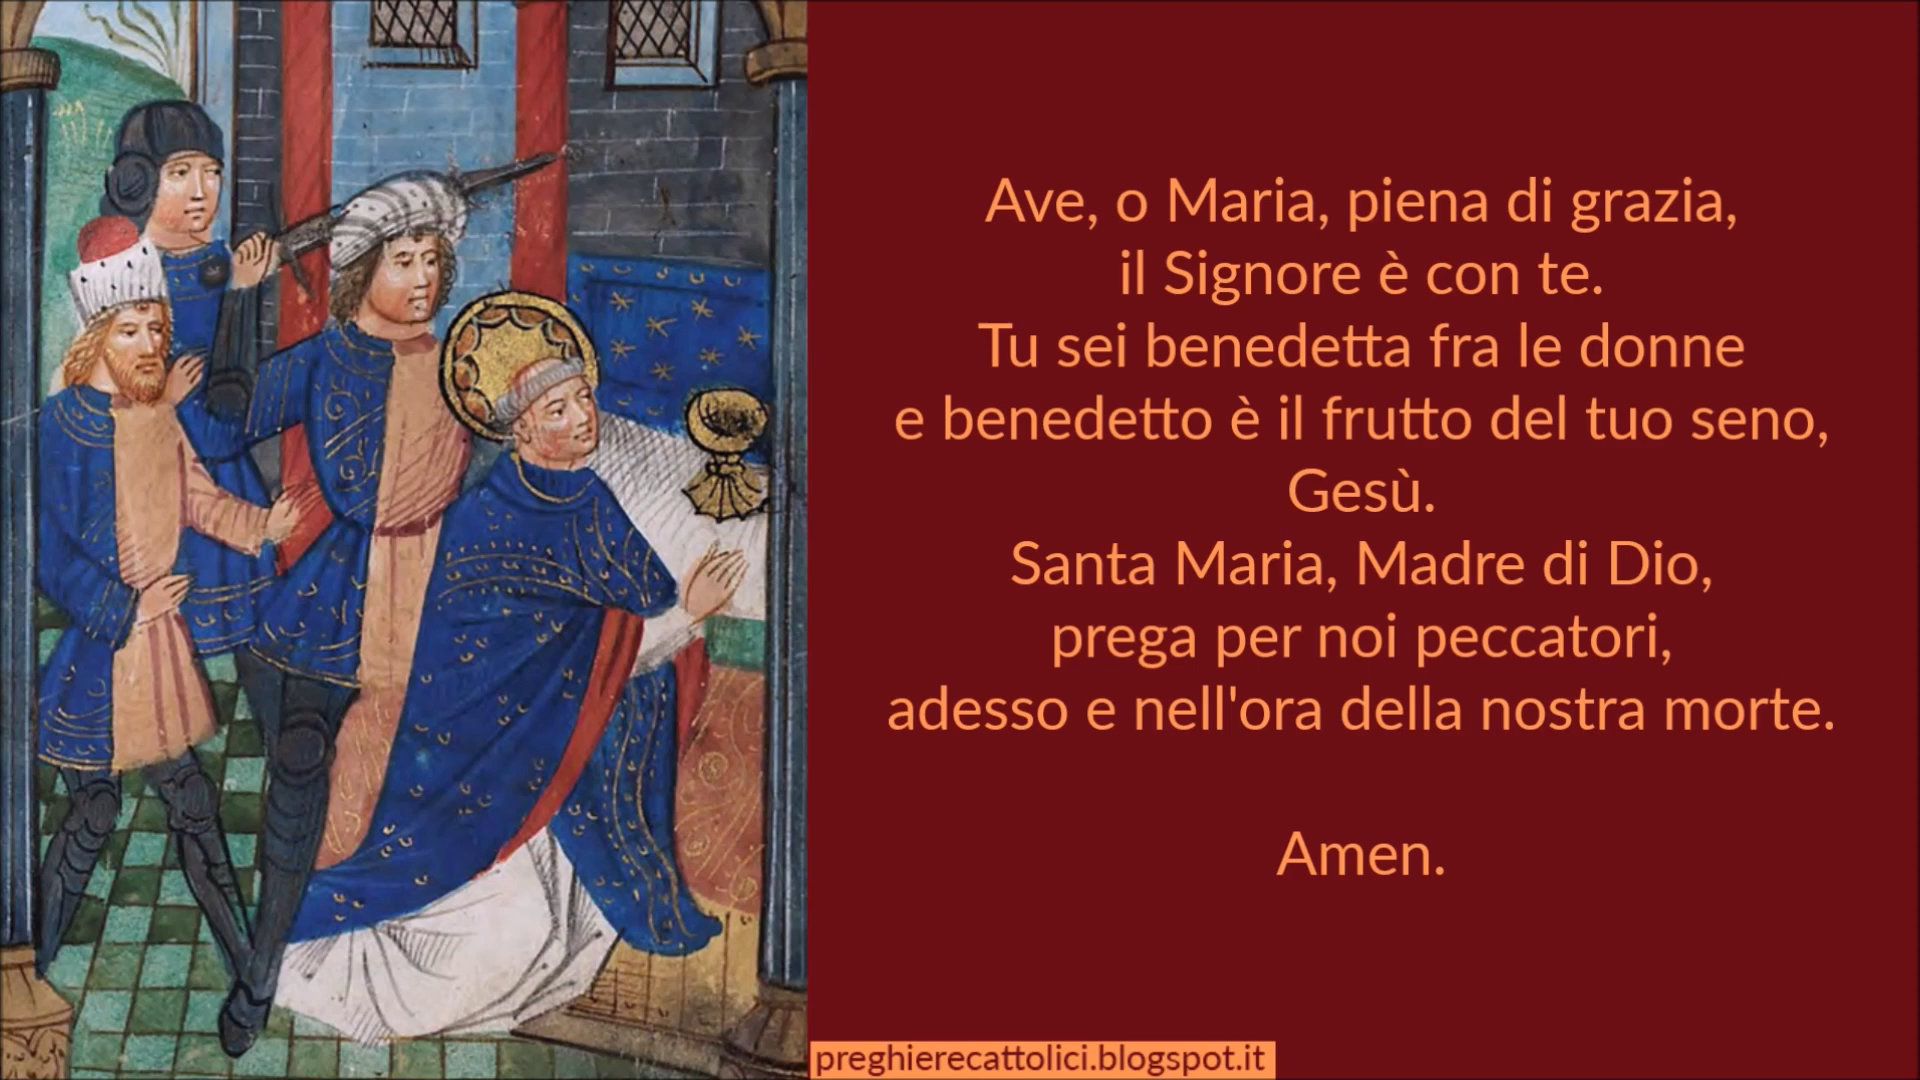 Ave, o Maria, piena di grazia,
il Signore è con te.
Tu sei benedetta fra le donne
e benedetto è il frutto del tuo seno,
Gesù.
Santa Maria, Madre di Dio,
prega per noi peccatori,
adesso e nell'ora della nostra morte.
Amen.
preghierecattolici.blogspot.it